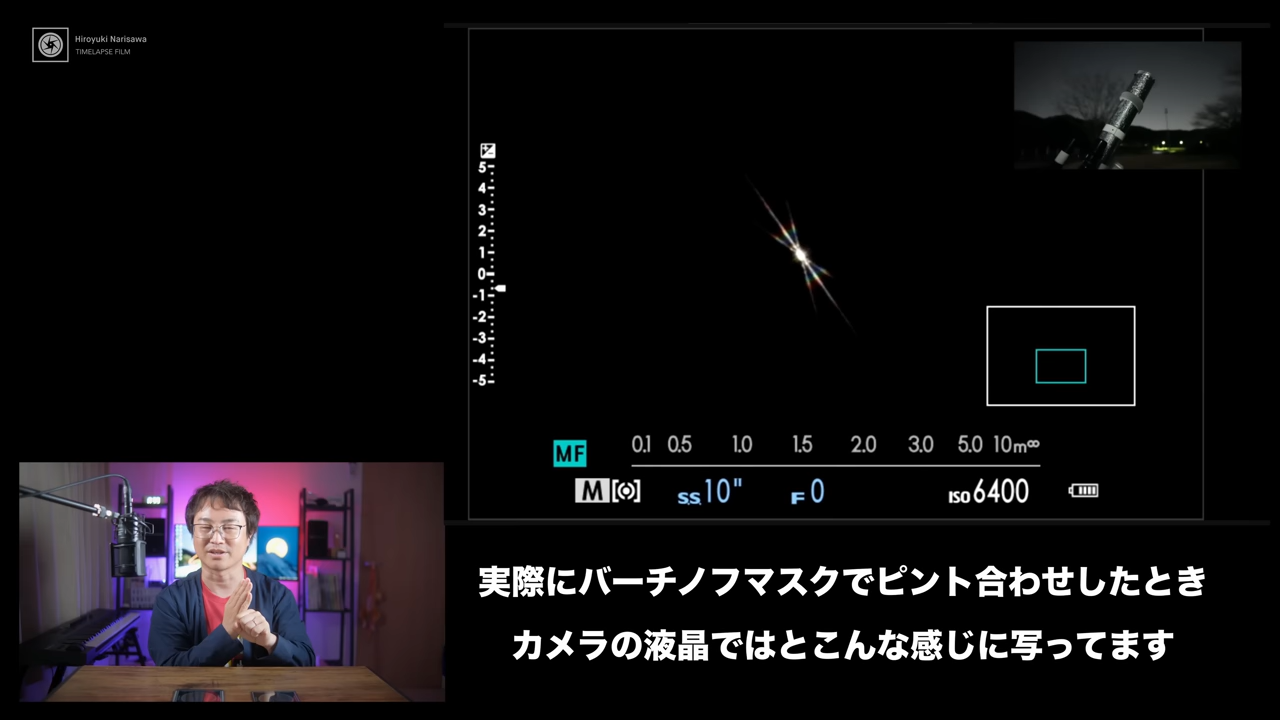 Hiroyuki Narisawa
TIMELAPSE FILM
5
4
3
2
1
0
-1
-2
-3
-4
-5
MF
0.1 0.5 1.0 1.5 2.0 3.0 5.0 10m∞
M SS 10" F 0 ISO 6400
実際にバーチノフマスクでピント合わせしたとき
カメラの液晶ではとこんな感じに写ってます